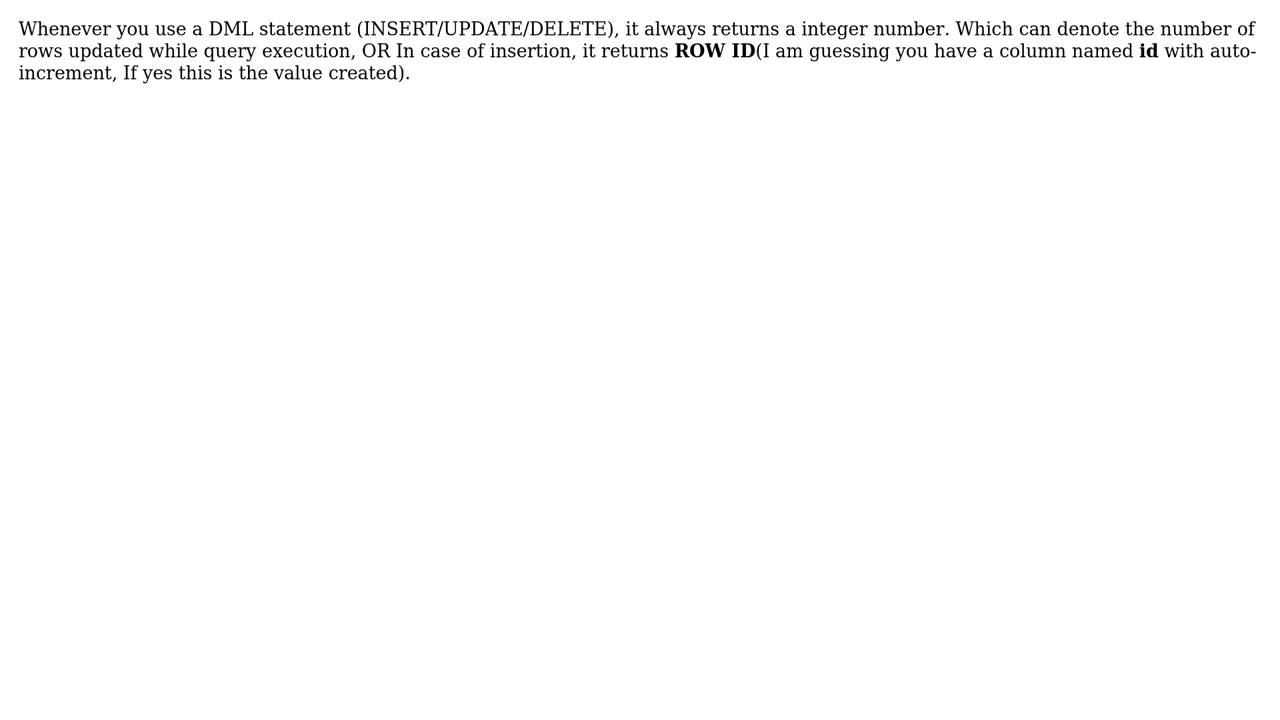 Whenever you use a DML statement (INSERT/UPDATE/DELETE), it always returns a integer number. Which can denote the number of
rows updated while query execution, OR In case of insertion, it returns ROW ID(I am guessing you have a column named id with auto-
increment, If yes this is the value created).